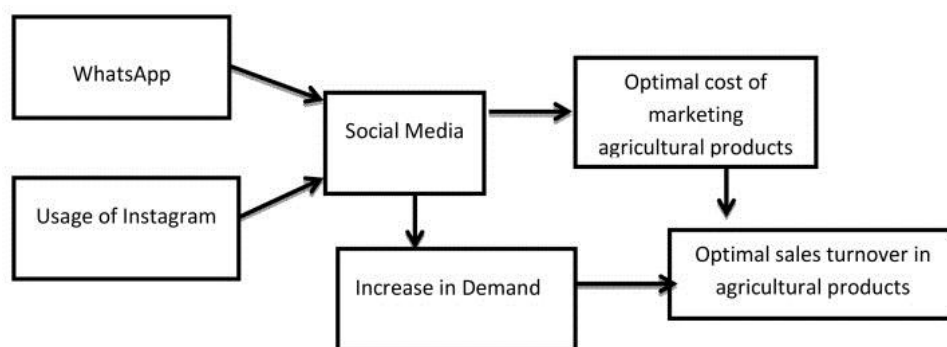 WhatsApp
Usage of Instagram
Social Media
Increase in Demand
Optimal cost of
marketing
agricultural products
Optimal sales turnover in
agricultural products